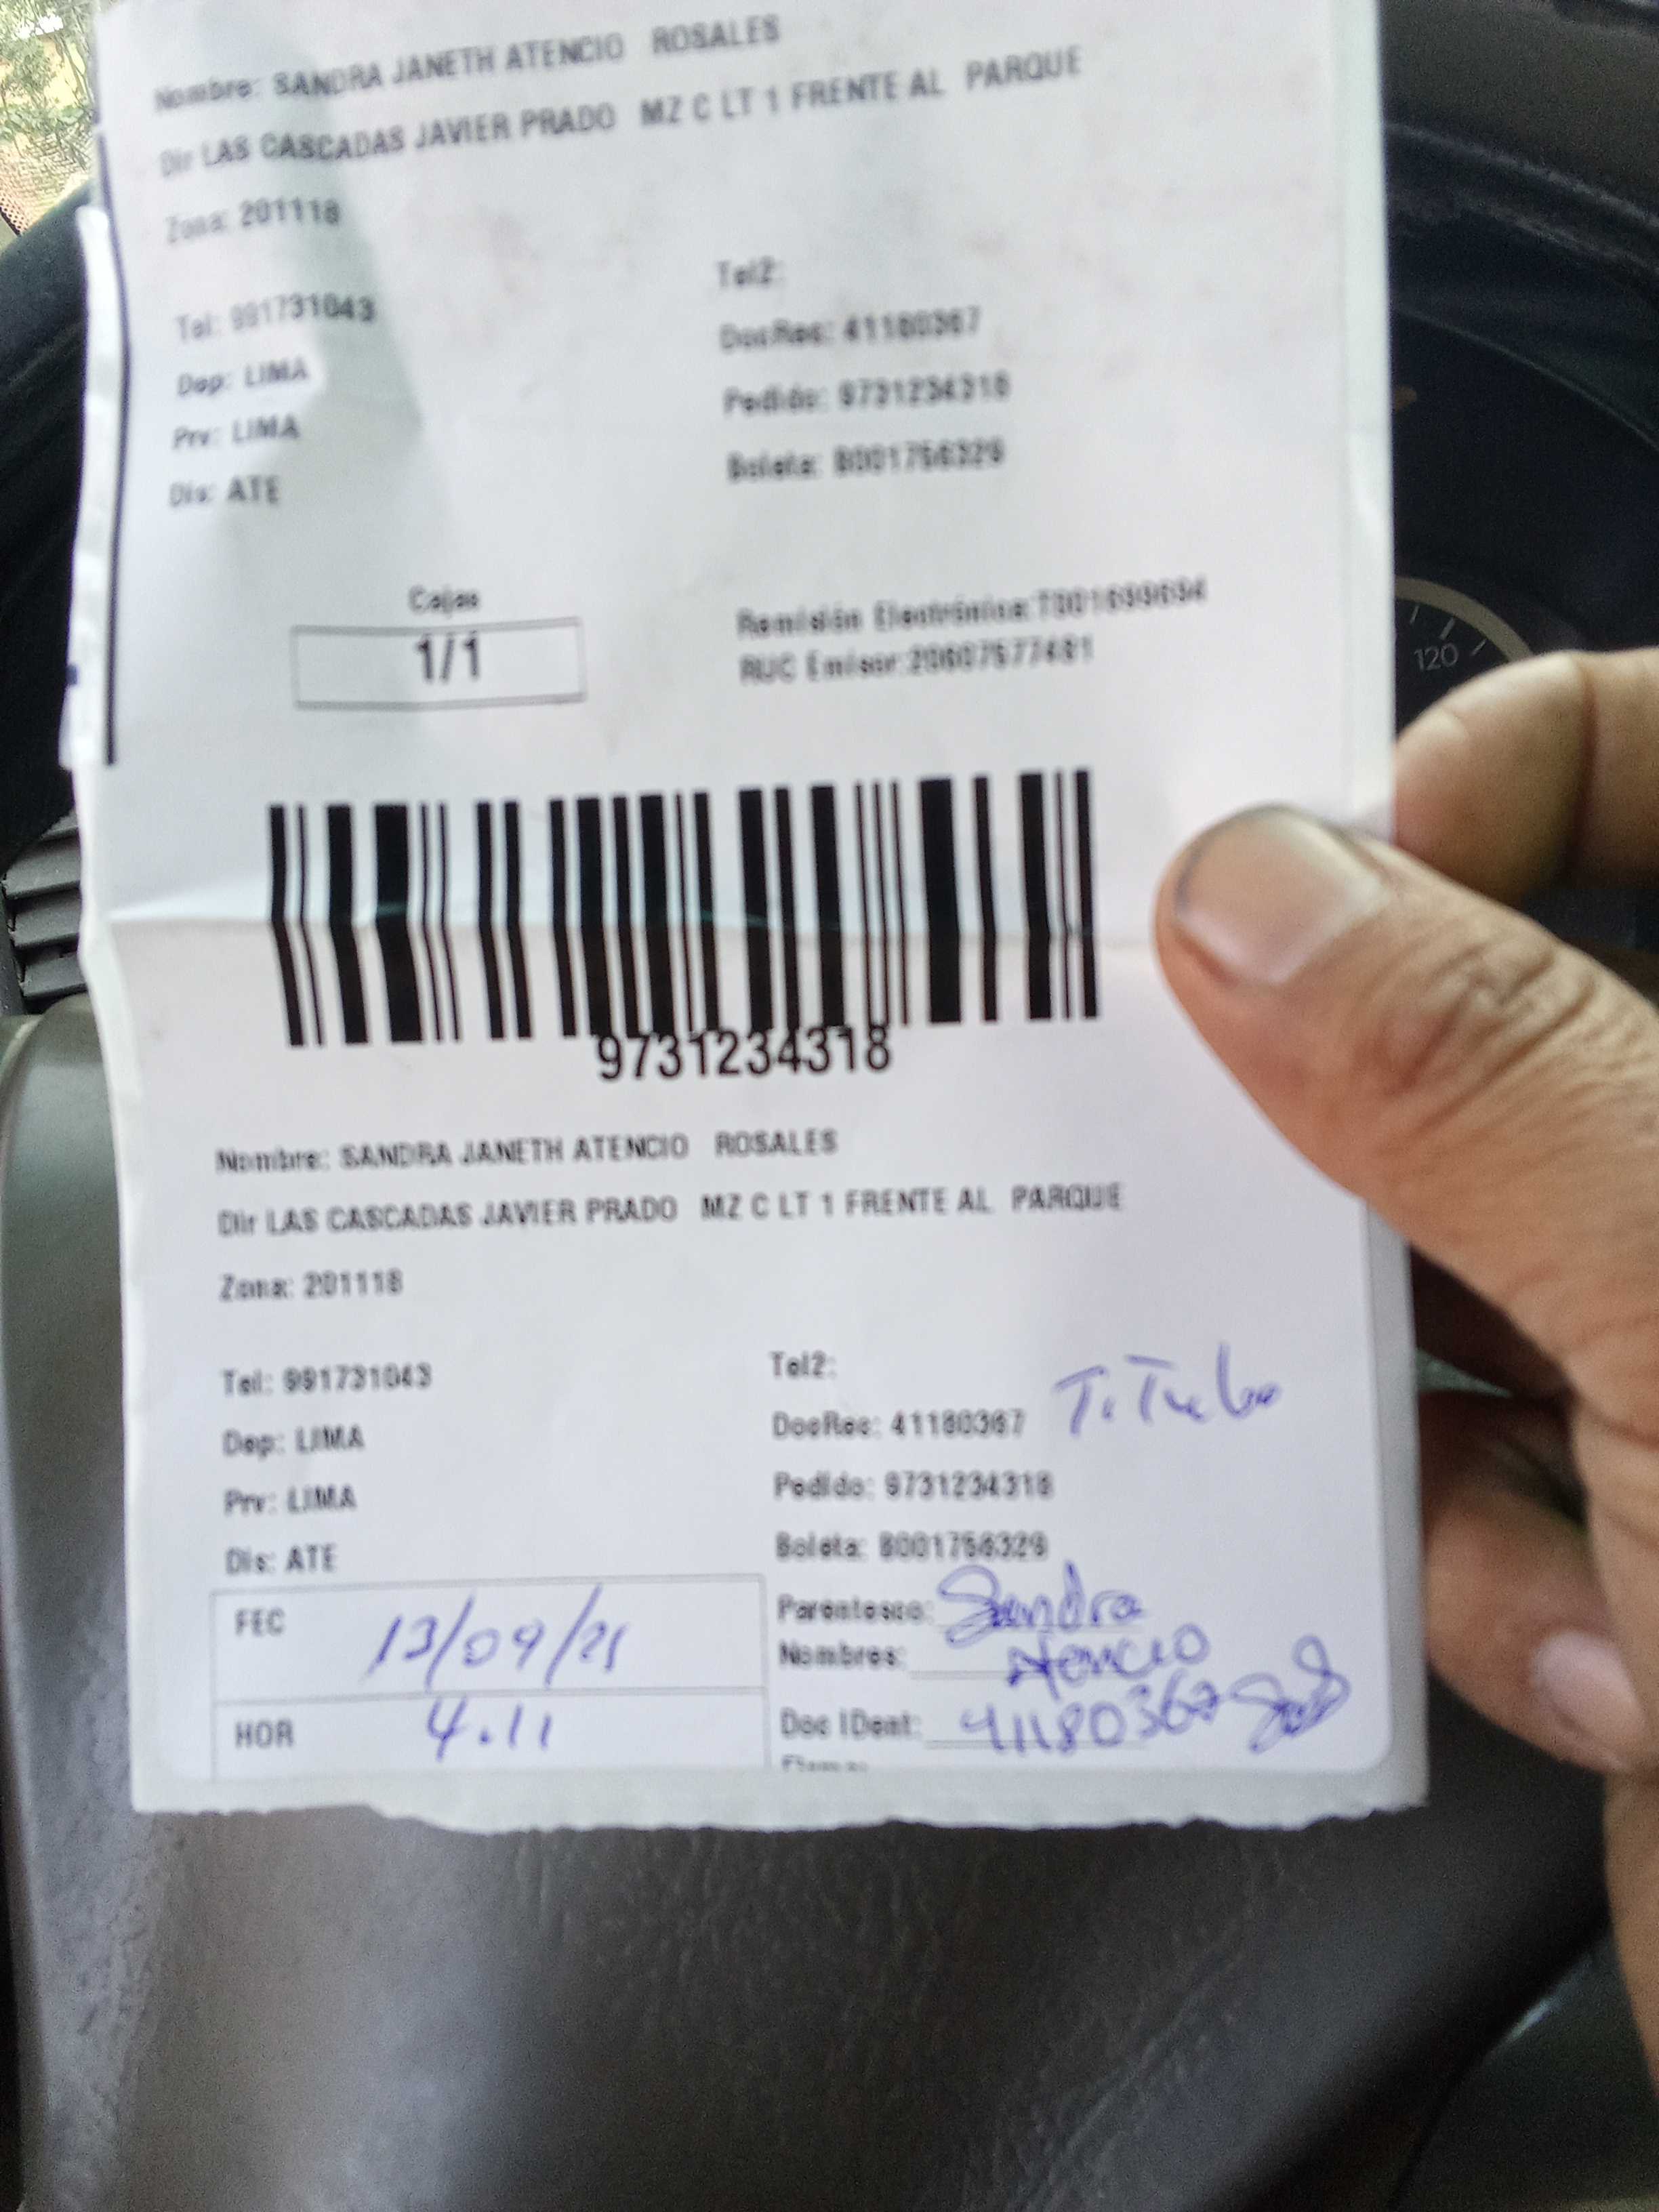 Nombre: SANDRA JANETH ATENCIO ROSALES
Dir LAS CASCADAS JAVIER PRADO MZ C LT 1 FRENTE AL PARQUE
Zona: 201118
Tel2:
Tel: 991731043
DocRec: 41180367
Dep: LIMA
Pedido: 9731234318
Prv: LIMA
Boleta: B001756329
Dis: ATE
Cajas
1/1
Remisión Electrónica:T001699694
RUC Emisor:20607577481
120
9731234318
Nombre: SANDRA JANETH ATENCIO ROSALES
Dir LAS CASCADAS JAVIER PRADO MZ C LT 1 FRENTE AL PARQUE
Zona: 201118
Tel: 991731043
Tel2:
Dep: LIMA
DocRec: 41180367
Prv: LIMA
Pedido: 9731234318
Dis: ATE
Boleta: B001756329
FEC 13/09/21
Parentesco: Sandra
Nombres: Atencio
HOR 4.11
Doc IDent: 41180367
Firma: